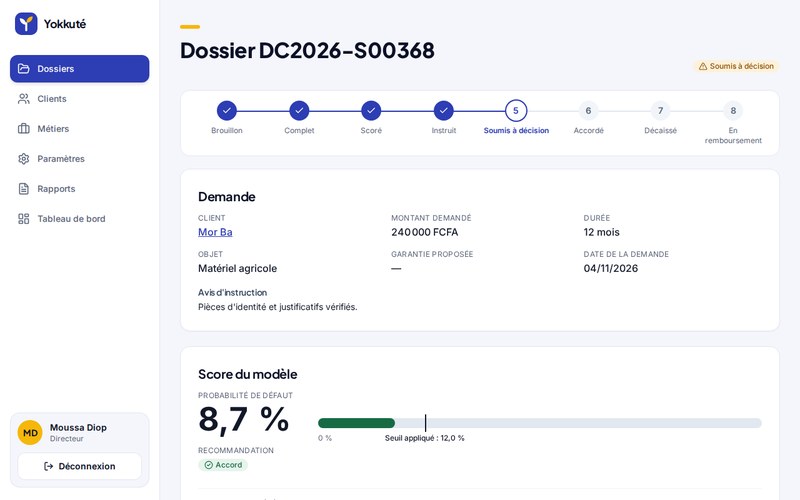 Yokkuté
Dossiers
Clients
Métiers
Paramètres
Rapports
Tableau de bord
MD
Moussa Diop
Directeur
Déconnexion
Dossier DC2026-S00368
Soumis à décision
5
6
7
8
Brouillon
Complet
Scoré
Instruit
Soumis à décision
Accordé
Décaissé
En
remboursement
Demande
CLIENT
MONTANT DEMANDÉ
DURÉE
Mor Ba
240 000 FCFA
12 mois
OBJET
GARANTIE PROPOSÉE
DATE DE LA DEMANDE
Matériel agricole
—
04/11/2026
Avis d'instruction
Pièces d'identité et justificatifs vérifiés.
Score du modèle
PROBABILITÉ DE DÉFAUT
8,7 %
0 %
Seuil appliqué : 12,0 %
RECOMMANDATION
Accord